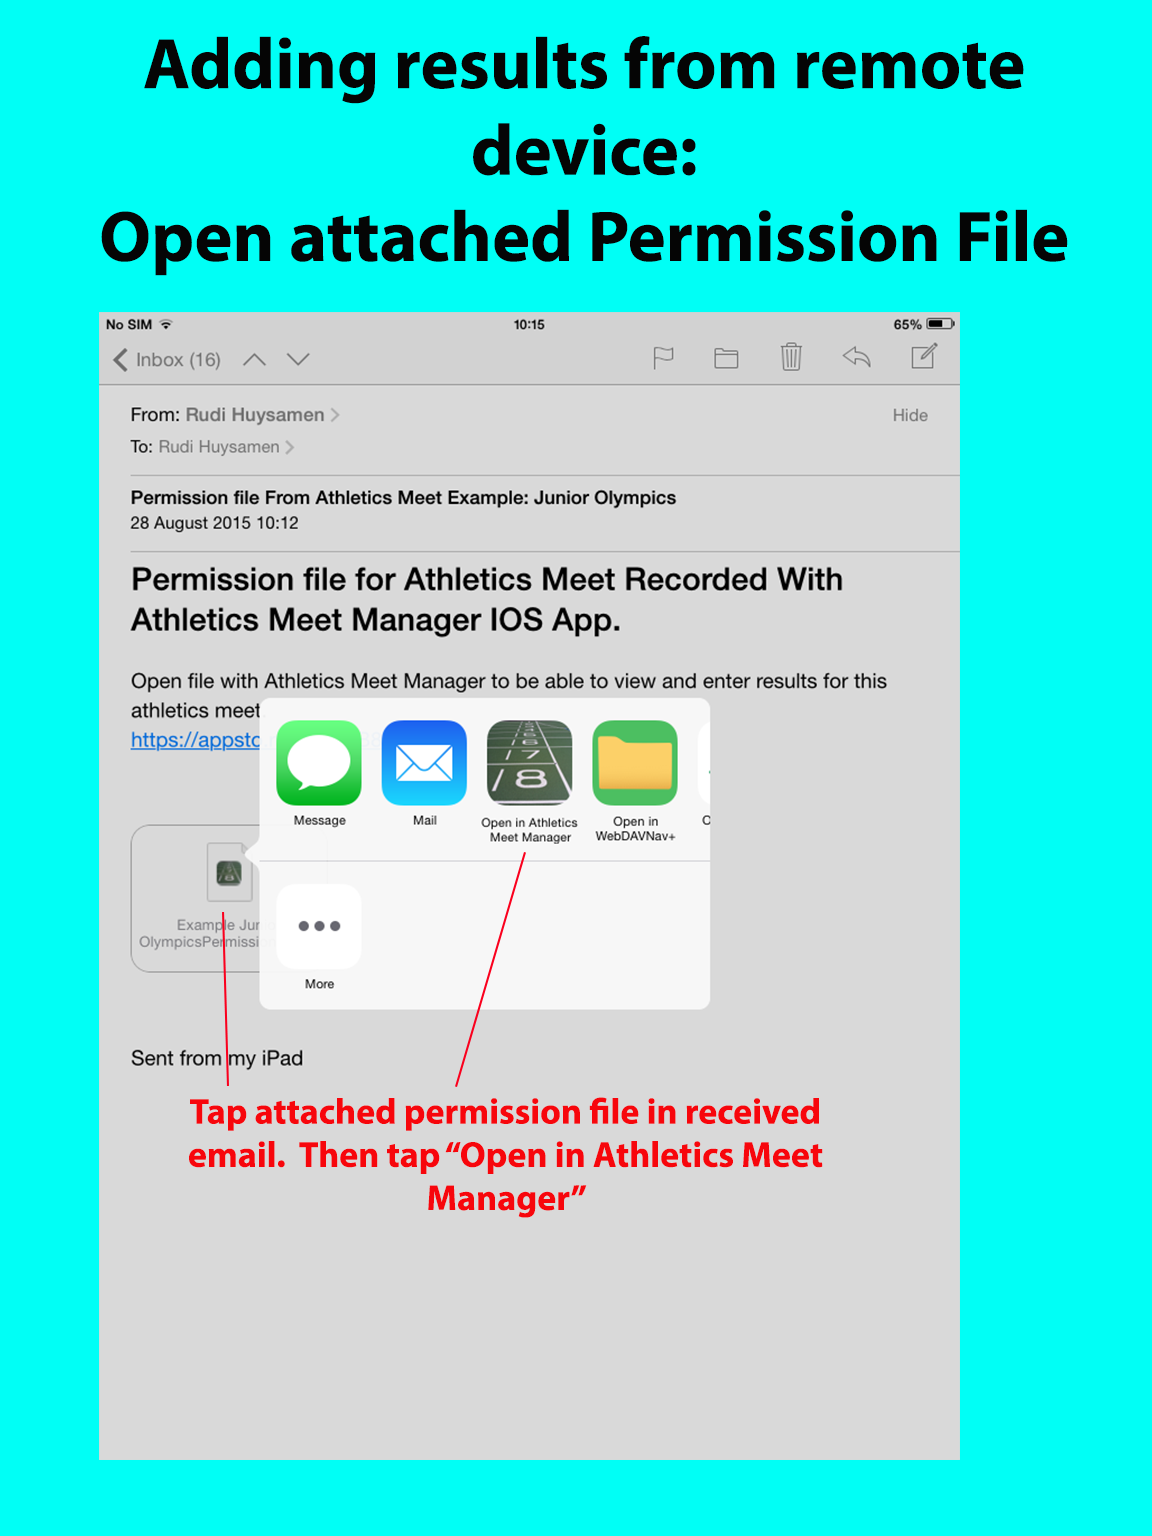 Adding results from remote
device:
Open attached Permission File
No SIM
10:15
65%
Inbox (16)
From: Rudi Huysamen
Hide
To: Rudi Huysamen
Permission file From Athletics Meet Example: Junior Olympics
28 August 2015 10:12
Permission file for Athletics Meet Recorded With
Athletics Meet Manager IOS App.
Open file with Athletics Meet Manager to be able to view and enter results for this
athletics meet
https://appsto
6
7
8
Message
Mail
Open in Athletics
Meet Manager
Open in
WebDAVNav+
Example Jun
OlympicsPermissi
More
Sent from my iPad
Tap attached permission file in received
email. Then tap “Open in Athletics Meet
Manager”